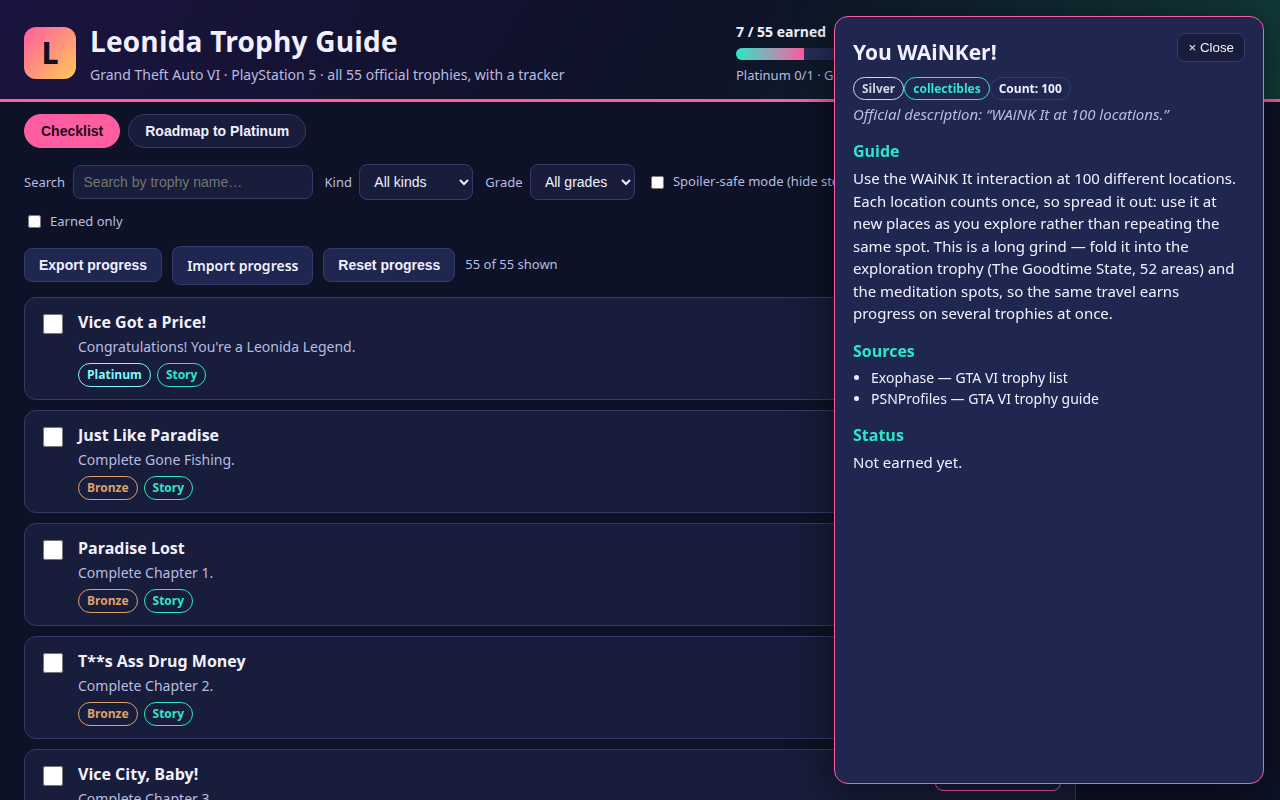 L
Leonida Trophy Guide
Grand Theft Auto VI · PlayStation 5 · all 55 official trophies, with a tracker
7 / 55 earned
Platinum 0/1 · G
Checklist
Roadmap to Platinum
Search
Search by trophy name…
Kind
All kinds
Grade
All grades
Spoiler-safe mode (hide sto
Earned only
Export progress
Import progress
Reset progress
55 of 55 shown
Vice Got a Price!
Congratulations! You're a Leonida Legend.
Platinum
Story
Just Like Paradise
Complete Gone Fishing.
Bronze
Story
Paradise Lost
Complete Chapter 1.
Bronze
Story
T**s Ass Drug Money
Complete Chapter 2.
Bronze
Story
Vice City, Baby!
Complete Chapter 3.
You WAiNKer!
× Close
Silver
collectibles
Count: 100
Official description: “WAiNK It at 100 locations.”
Guide
Use the WAiNK It interaction at 100 different locations.
Each location counts once, so spread it out: use it at
new places as you explore rather than repeating the
same spot. This is a long grind — fold it into the
exploration trophy (The Goodtime State, 52 areas) and
the meditation spots, so the same travel earns
progress on several trophies at once.
Sources
• Exophase — GTA VI trophy list
• PSNProfiles — GTA VI trophy guide
Status
Not earned yet.